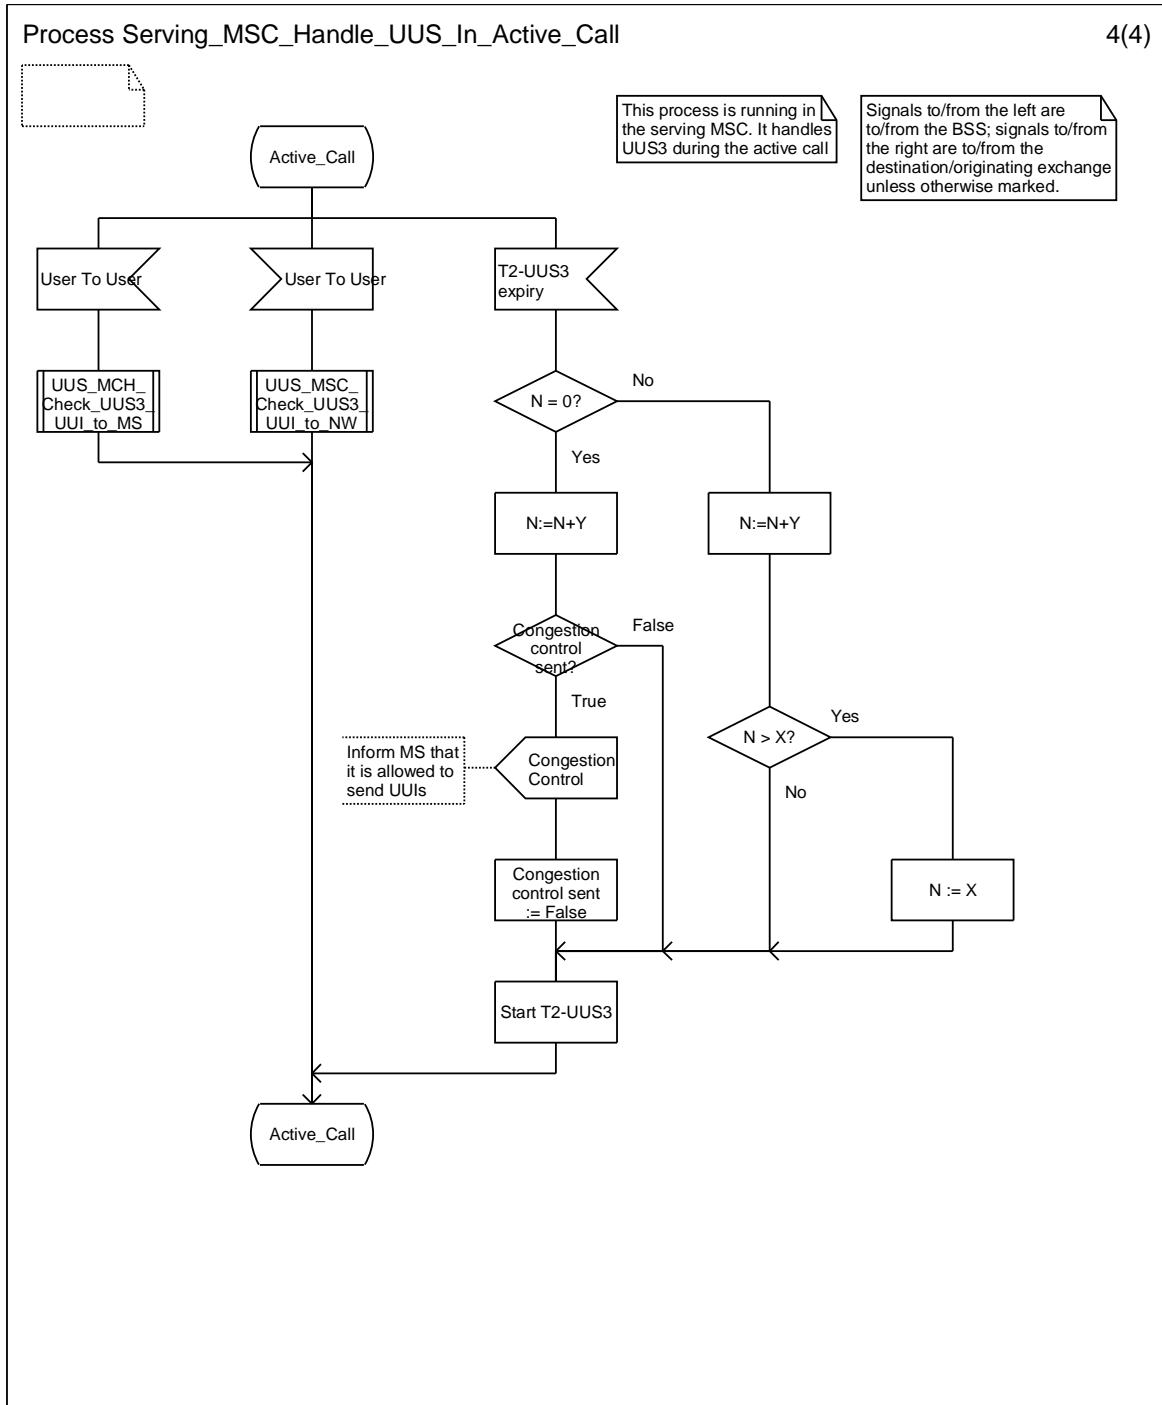 Process Serving_MSC_Handle_UUS_In_Active_Call
4(4)
This process is running in
the serving MSC. It handles
UUS3 during the active call
Signals to/from the left are
to/from the BSS; signals to/from
the right are to/from the
destination/originating exchange
unless otherwise marked.
Active_Call
User To User
User To User
T2-UUS3
expiry
UUS_MCH_
Check_UUS3_
UUI_to_MS
UUS_MSC_
Check_UUS3_
UUI_to_NW
N = 0?
No
Yes
N:=N+Y
N:=N+Y
Congestion
control
sent?
False
True
N > X?
Yes
No
Inform MS that
it is allowed to
send UUIs
Congestion
Control
Congestion
control sent
:= False
N := X
Start T2-UUS3
Active_Call